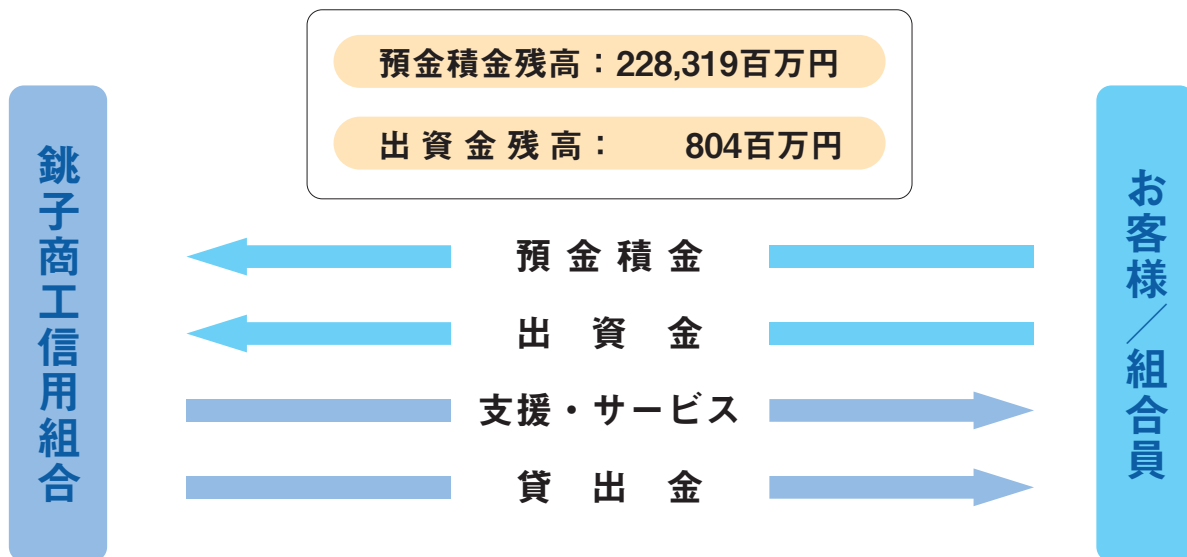 預金積金残高：228,319百万円
出資金残高： 804百万円
銚子商工信用組合
預金積金
出資金
支援・サービス
貸出金
お客様／組合員